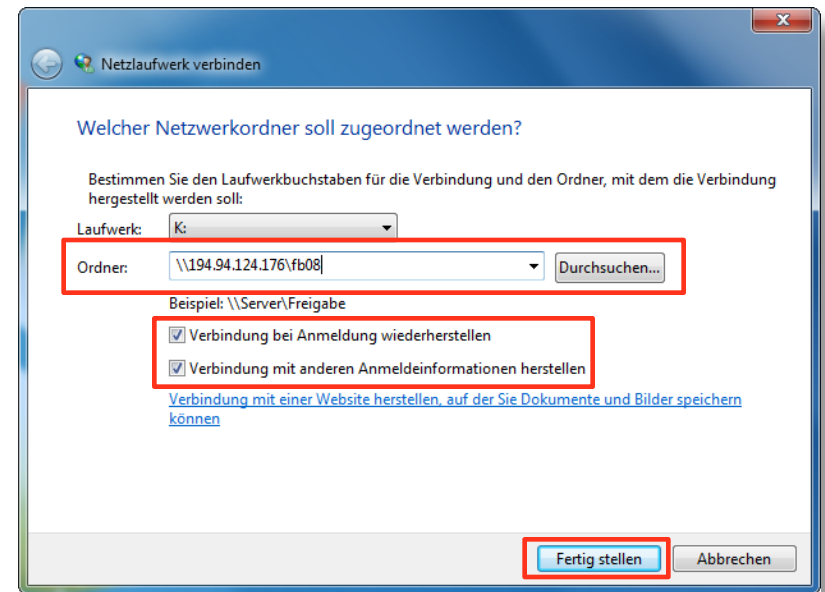 Netzlaufwerk verbinden
Welcher Netzwerkordner soll zugeordnet werden?
Bestimmen Sie den Laufwerkbuchstaben für die Verbindung und den Ordner, mit dem die Verbindung
hergestellt werden soll:
Laufwerk: K:
Ordner: \\194.94.124.176\fb08 Durchsuchen...
Beispiel: \\Server\Freigabe
Verbindung bei Anmeldung wiederherstellen
Verbindung mit anderen Anmeldeinformationen herstellen
Verbindung mit einer Website herstellen, auf der Sie Dokumente und Bilder speichern
können
Fertig stellen Abbrechen